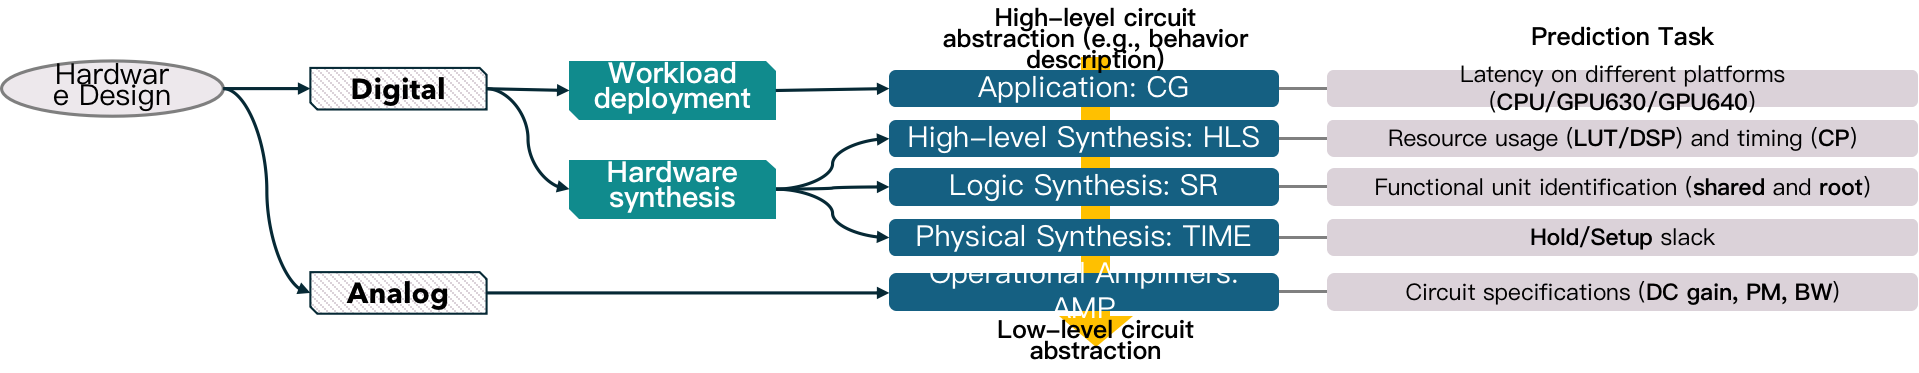 High-level circuit
abstraction (e.g., behavior
description)
Prediction Task
Hardwar
e Design
Digital
Workload
deployment
Application: CG
Latency on different platforms
(CPU/GPU630/GPU640)
High-level Synthesis: HLS
Resource usage (LUT/DSP) and timing (CP)
Hardware
synthesis
Logic Synthesis: SR
Functional unit identification (shared and root)
Physical Synthesis: TIME
Hold/Setup slack
Analog
Operational Amplifiers:
AMP
Circuit specifications (DC gain, PM, BW)
Low-level circuit
abstraction